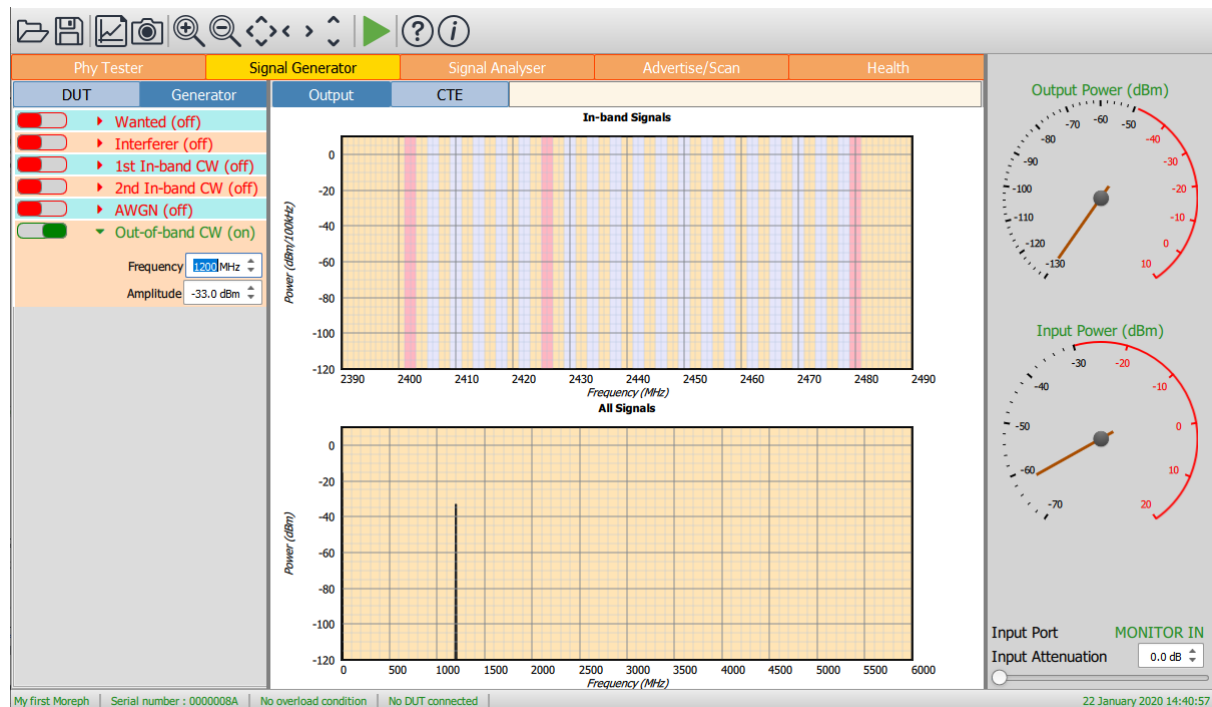 Phy Tester Signal Generator Signal Analyser Advertise/Scan Health
DUT Generator Output CTE
Wanted (off)
Interferer (off)
1st In-band CW (off)
2nd In-band CW (off)
AWGN (off)
Out-of-band CW (on)
Frequency 1200 MHz
Amplitude -33.0 dBm
In-band Signals
Power (dBm/100kHz)
0
-20
-40
-60
-80
-100
-120
2390 2400 2410 2420 2430 2440 2450 2460 2470 2480 2490
Frequency (MHz)
All Signals
Power (dBm)
0
-20
-40
-60
-80
-100
-120
0 500 1000 1500 2000 2500 3000 3500 4000 4500 5000 5500 6000
Frequency (MHz)
Output Power (dBm)
-130
-120
-110
-100
-90
-80
-70
-60
-50
-40
-30
-20
-10
0
10
Input Power (dBm)
-70
-60
-50
-40
-30
-20
-10
0
10
20
Input Port MONITOR IN
Input Attenuation 0.0 dB
My first Moreph Serial number : 0000008A No overload condition No DUT connected 22 January 2020 14:40:57